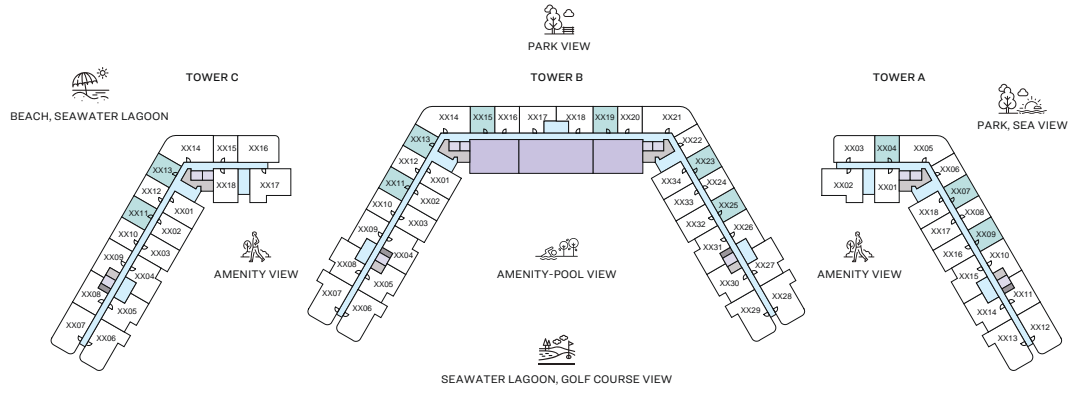 PARK VIEW
TOWER C
TOWER B
TOWER A
BEACH, SEAWATER LAGOON
PARK, SEA VIEW
XX14
XX15
XX16
XX13
XX12
XX11
XX10
XX09
XX08
XX07
XX18
XX17
XX01
XX02
XX03
XX04
XX05
XX06
AMENITY VIEW
XX14
XX15
XX16
XX17
XX18
XX19
XX20
XX21
XX13
XX12
XX11
XX10
XX09
XX08
XX07
XX01
XX02
XX03
XX04
XX05
XX06
XX22
XX23
XX24
XX25
XX26
XX27
XX28
XX34
XX33
XX32
XX31
XX30
XX29
AMENITY-POOL VIEW
AMENITY VIEW
XX03
XX04
XX05
XX02
XX01
XX06
XX07
XX08
XX09
XX10
XX11
XX12
XX18
XX17
XX16
XX15
XX14
XX13
SEAWATER LAGOON, GOLF COURSE VIEW